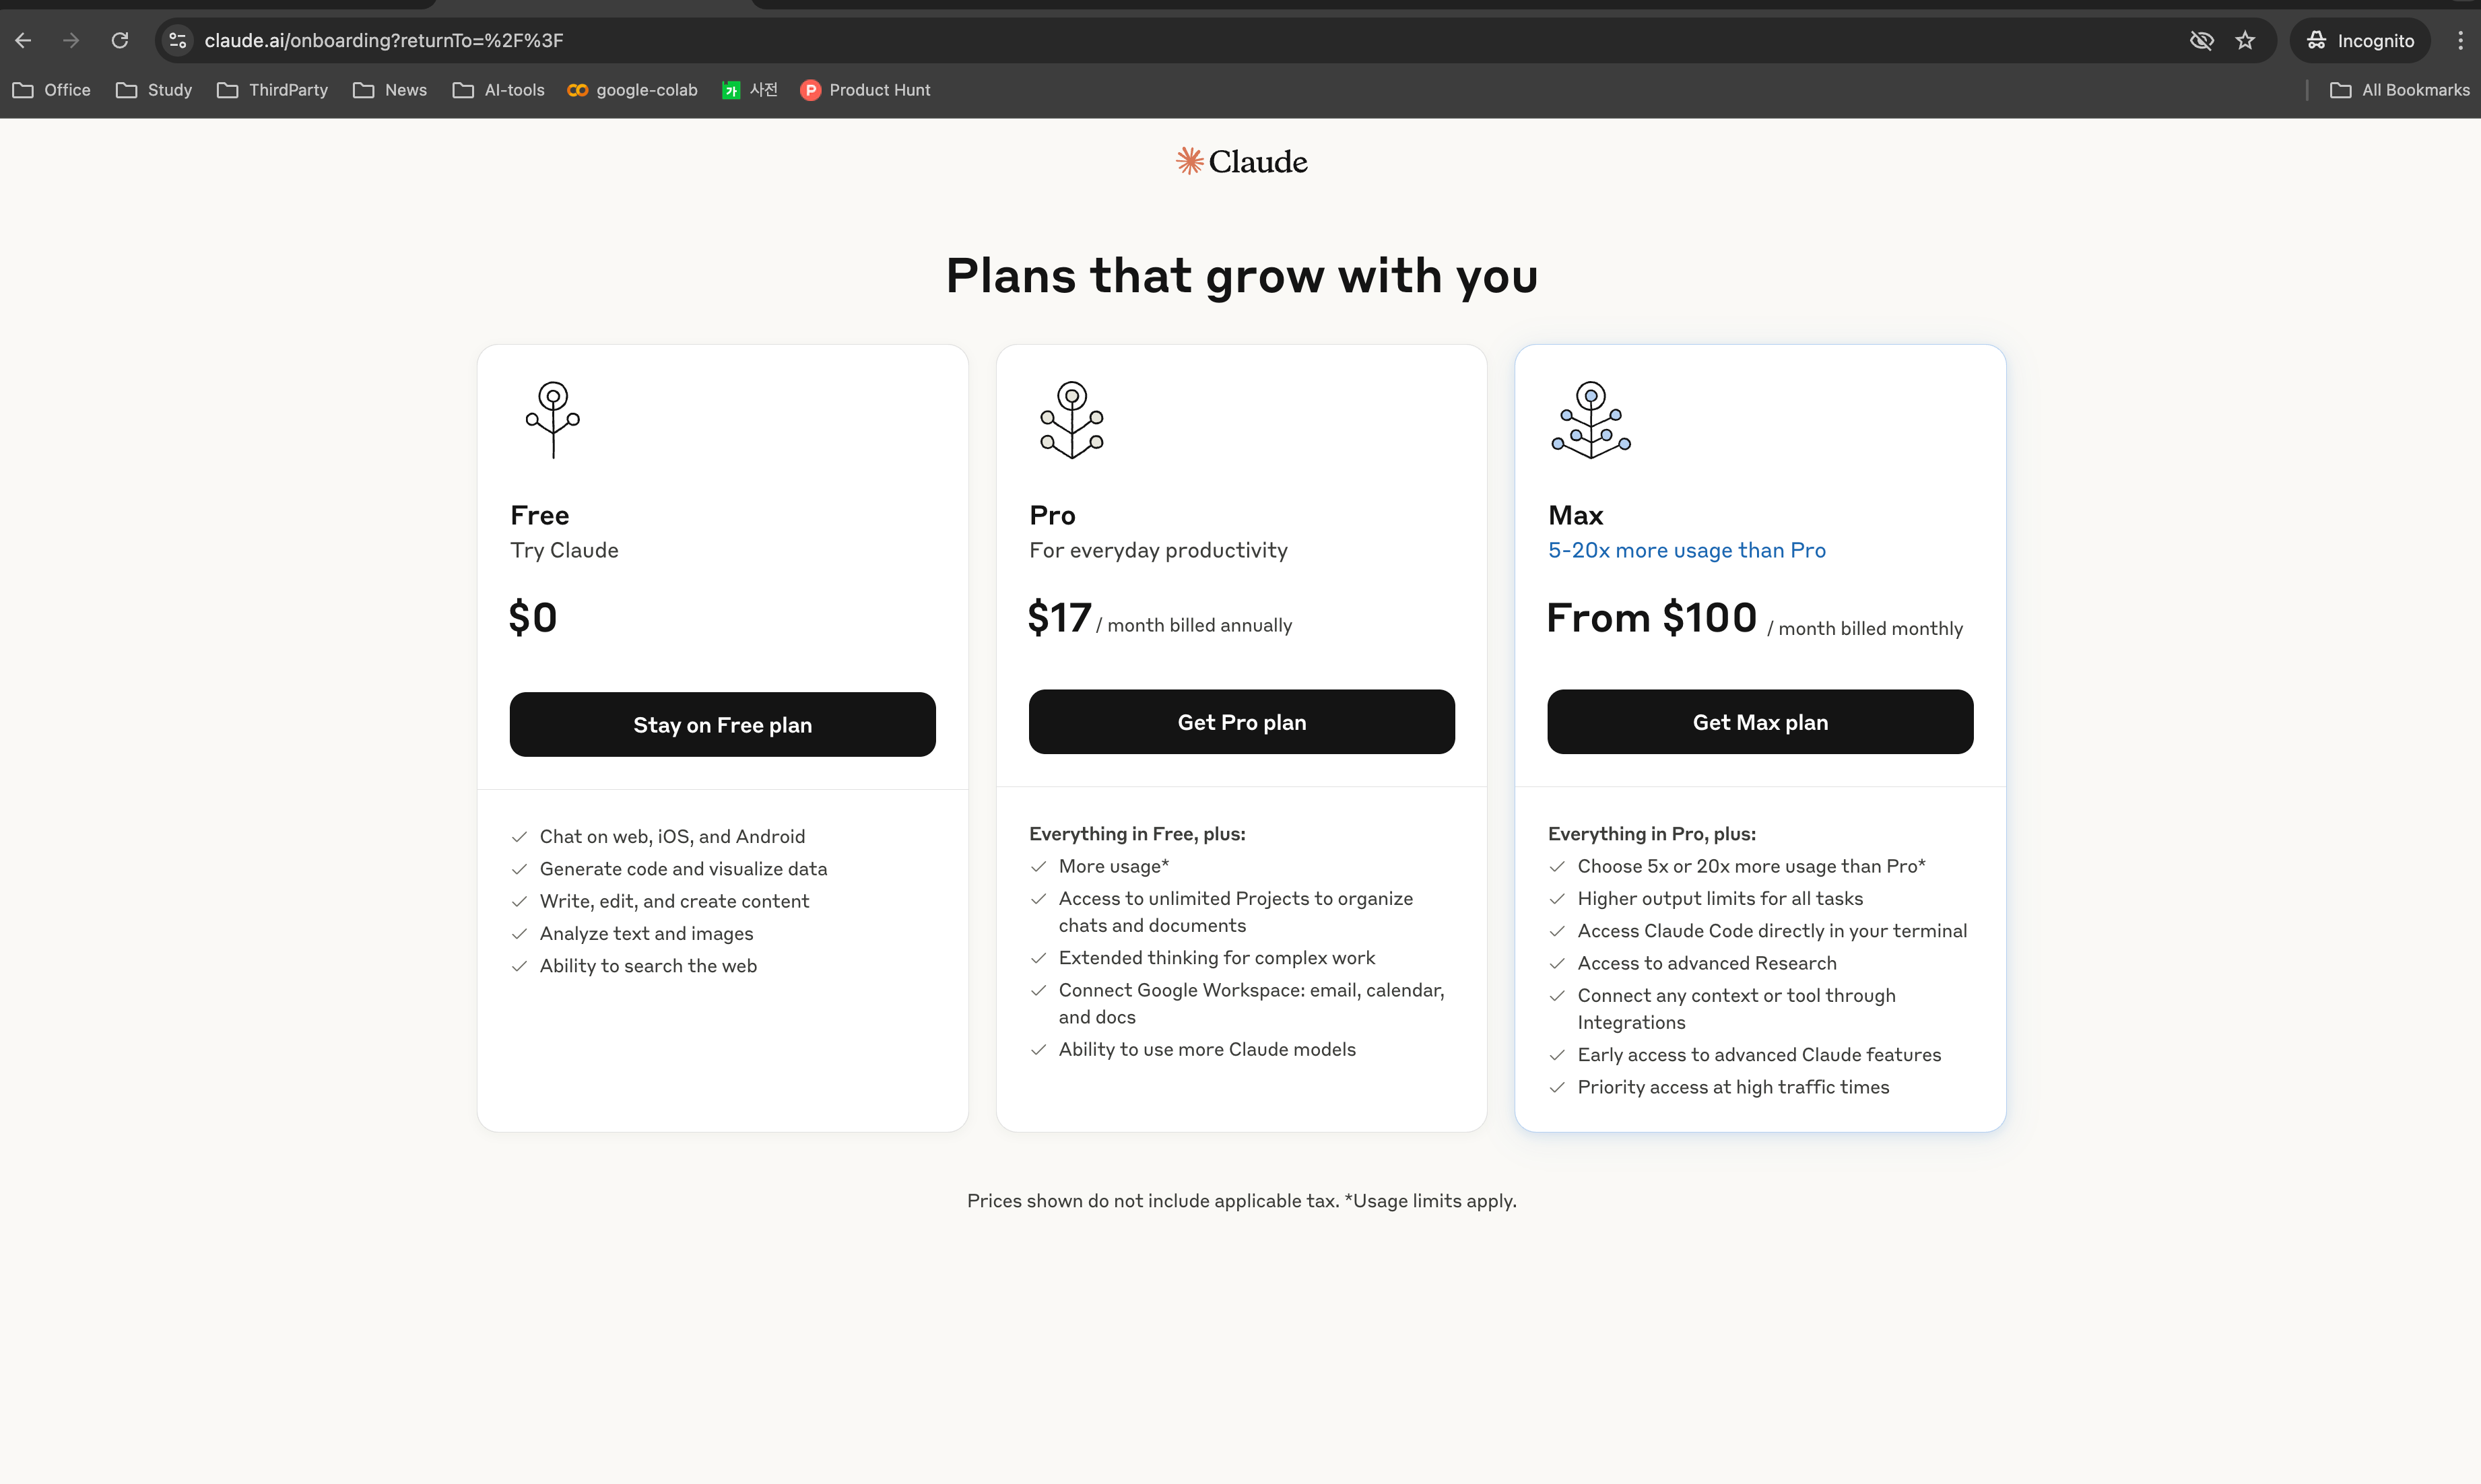 claude.ai/onboarding?returnTo=%2F%3F
Incognito
Office
Study
ThirdParty
News
AI-tools
google-colab
가
사전
P
Product Hunt
All Bookmarks
Claude
Plans that grow with you
Free
Try Claude
$0
Stay on Free plan
Chat on web, iOS, and Android
Generate code and visualize data
Write, edit, and create content
Analyze text and images
Ability to search the web
Pro
For everyday productivity
$17 / month billed annually
Get Pro plan
Everything in Free, plus:
More usage*
Access to unlimited Projects to organize
chats and documents
Extended thinking for complex work
Connect Google Workspace: email, calendar,
and docs
Ability to use more Claude models
Max
5-20x more usage than Pro
From $100 / month billed monthly
Get Max plan
Everything in Pro, plus:
Choose 5x or 20x more usage than Pro*
Higher output limits for all tasks
Access Claude Code directly in your terminal
Access to advanced Research
Connect any context or tool through
Integrations
Early access to advanced Claude features
Priority access at high traffic times
Prices shown do not include applicable tax. *Usage limits apply.